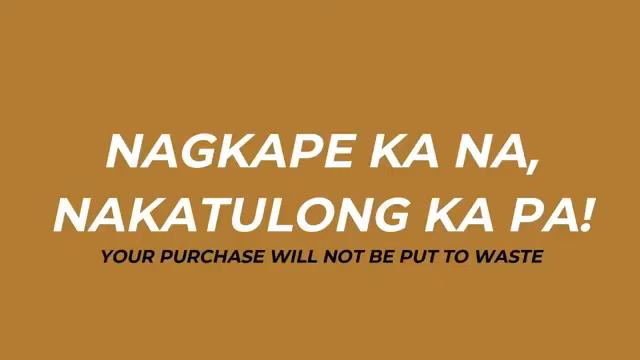 NAGKAPE KA NA,
NAKATULONG KA PA!
YOUR PURCHASE WILL NOT BE PUT TO WASTE